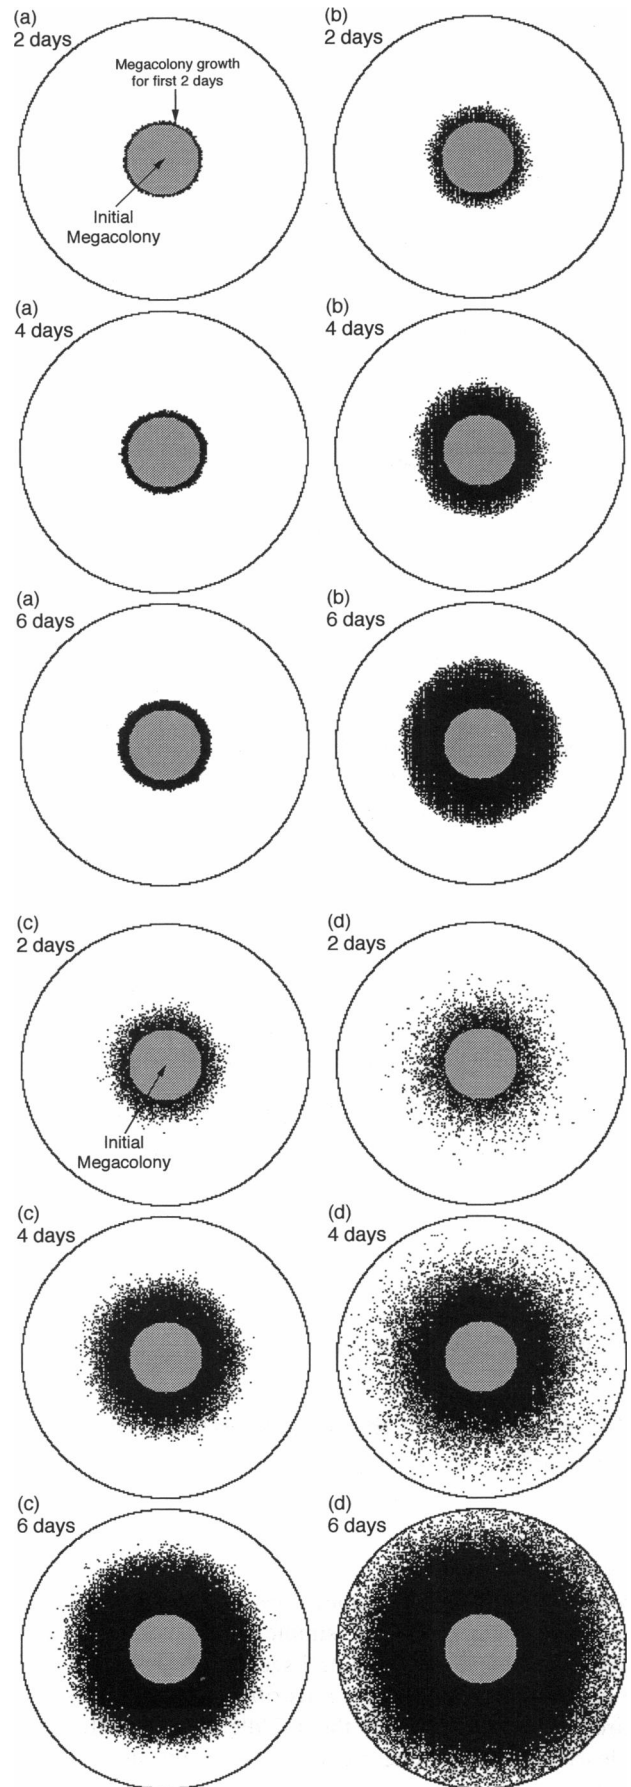 (a)
2 days
Megacolony growth
for first 2 days
Initial
Megacolony
(b)
2 days
(a)
4 days
(b)
4 days
(a)
6 days
(b)
6 days
(c)
2 days
Initial
Megacolony
(d)
2 days
(c)
4 days
(d)
4 days
(c)
6 days
(d)
6 days